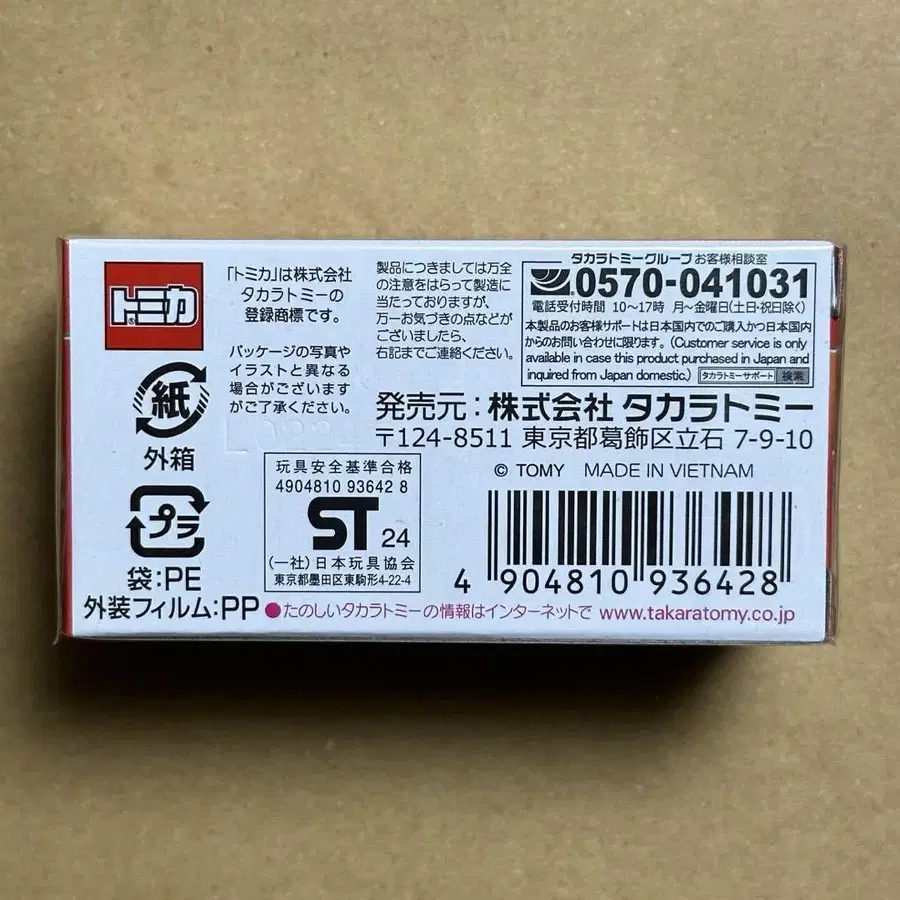 トミカ®
「トミカ」は株式会社
タカラトミーの
登録商標です。
パッケージの写真や
イラストと異なる
場合がございます
がご了承ください。
製品につきましては万全
の注意をはらって製造に
当たっておりますが、
万一お気づきの点などが
ございましたら、
右記までご連絡ください。
タカラトミーグループ お客様相談室
0570-041031
電話受付時間 10～17時 月～金曜日(土日・祝日除く)
本製品のお客様サポートは日本国内でのご購入かつ日本国内
からのお問い合わせに限ります。(Customer service is only
available in case this product purchased in Japan and
inquired from Japan domestic.) タカラトミーサポート 検索
発売元：株式会社 タカラトミー
〒124-8511 東京都葛飾区立石 7-9-10
© TOMY MADE IN VIETNAM
紙
外箱
プラ
袋：PE
外装フィルム：PP
玩具安全基準合格
4904810 93642 8
ST 24
(一社)日本玩具協会
東京都墨田区東駒形4-22-4
4 904810 936428
●たのしいタカラトミーの情報はインターネットで www.takaratomy.co.jp